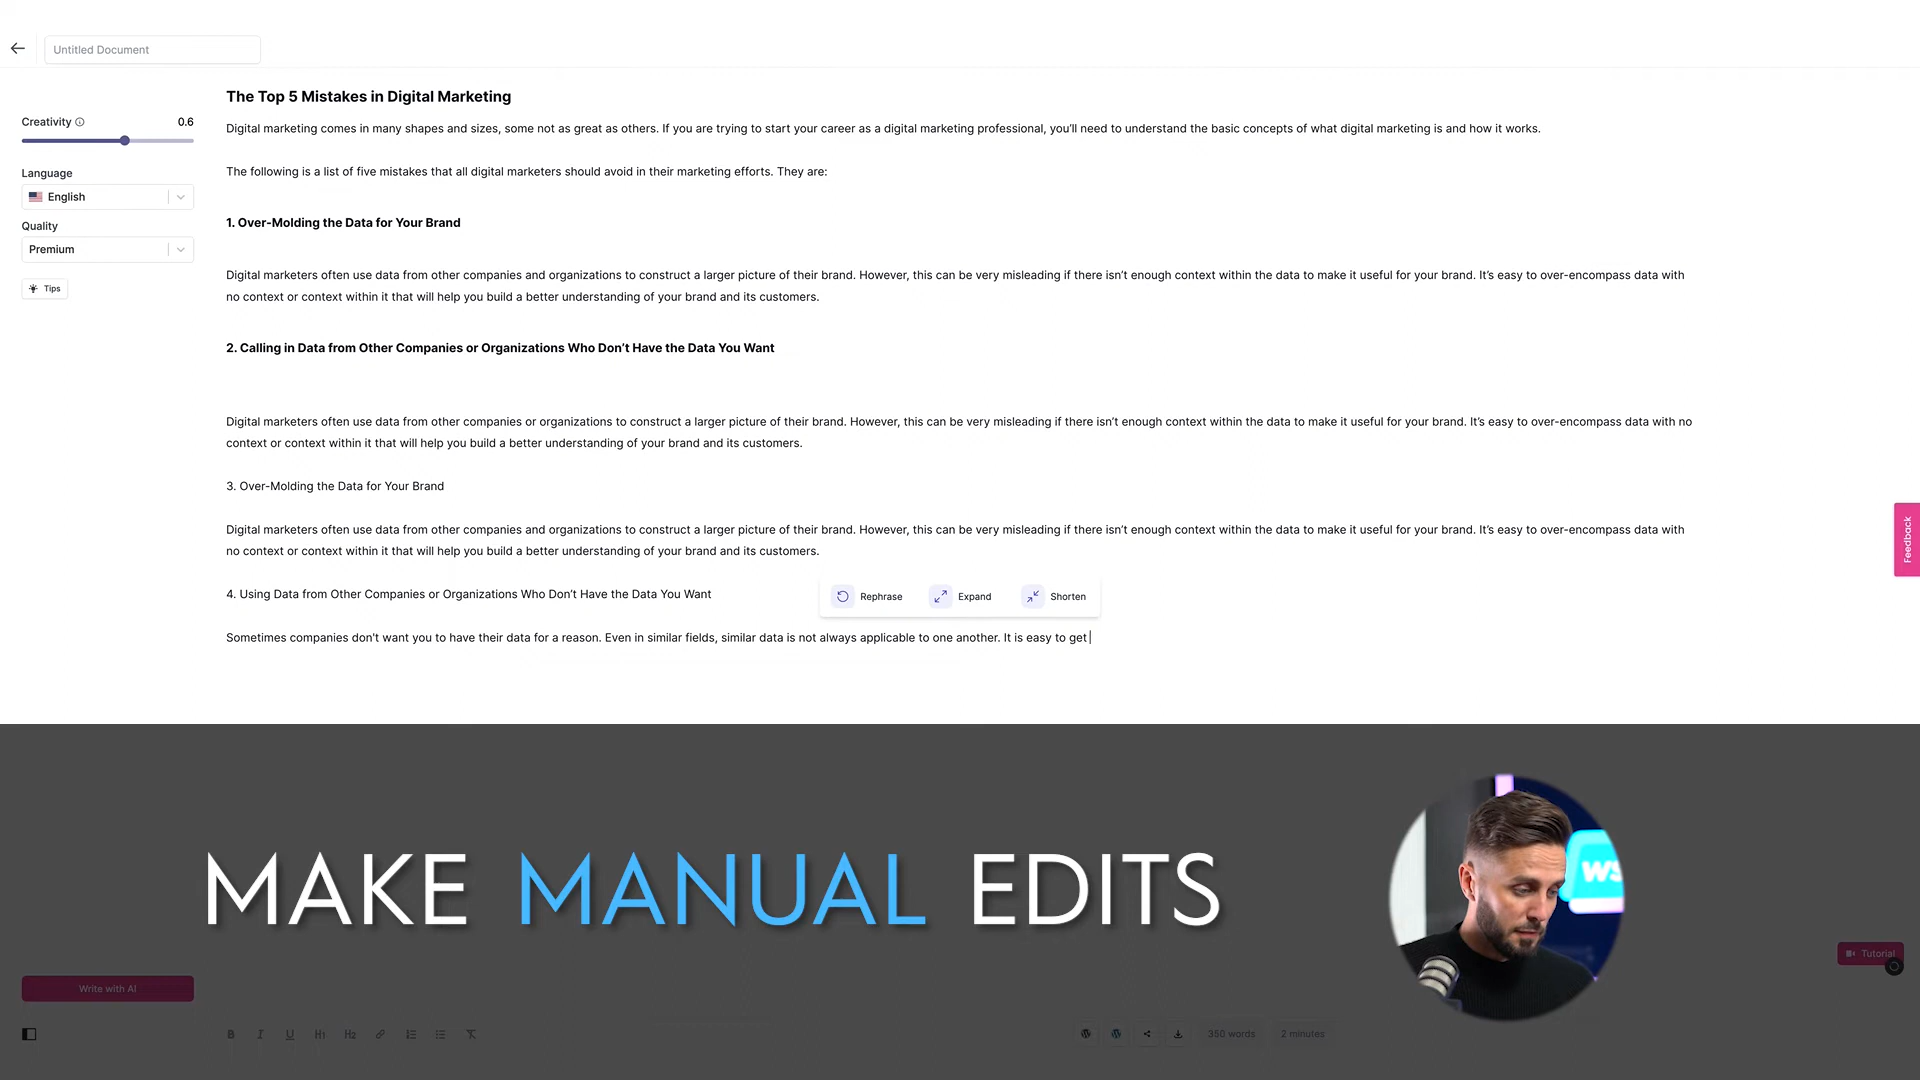 Untitled Document
Creativity
0.6
Language
English
Quality
Premium
Tips
The Top 5 Mistakes in Digital Marketing
Digital marketing comes in many shapes and sizes, some not as great as others. If you are trying to start your career as a digital marketing professional, you’ll need to understand the basic concepts of what digital marketing is and how it works.
The following is a list of five mistakes that all digital marketers should avoid in their marketing efforts. They are:
1. Over-Molding the Data for Your Brand
Digital marketers often use data from other companies and organizations to construct a larger picture of their brand. However, this can be very misleading if there isn’t enough context within the data to make it useful for your brand. It’s easy to over-encompass data with
no context or context within it that will help you build a better understanding of your brand and its customers.
2. Calling in Data from Other Companies or Organizations Who Don’t Have the Data You Want
Digital marketers often use data from other companies or organizations to construct a larger picture of their brand. However, this can be very misleading if there isn’t enough context within the data to make it useful for your brand. It’s easy to over-encompass data with no
context or context within it that will help you build a better understanding of your brand and its customers.
3. Over-Molding the Data for Your Brand
Digital marketers often use data from other companies and organizations to construct a larger picture of their brand. However, this can be very misleading if there isn’t enough context within the data to make it useful for your brand. It’s easy to over-encompass data with
no context or context within it that will help you build a better understanding of your brand and its customers.
4. Using Data from Other Companies or Organizations Who Don’t Have the Data You Want
Rephrase
Expand
Shorten
Sometimes companies don't want you to have their data for a reason. Even in similar fields, similar data is not always applicable to one another. It is easy to get
Feedback
MAKE MANUAL EDITS
WS
Tutorial
Write with AI
B I U H1 H2
350 words
2 minutes